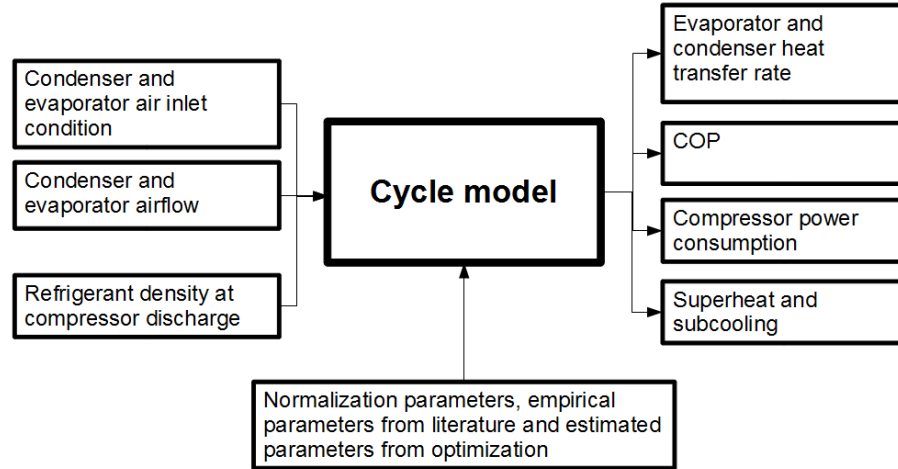 Condenser and
evaporator air inlet
condition
Condenser and
evaporator airflow
Refrigerant density at
compressor discharge
Cycle model
Evaporator and
condenser heat
transfer rate
COP
Compressor power
consumption
Superheat and
subcooling
Normalization parameters, empirical
parameters from literature and estimated
parameters from optimization